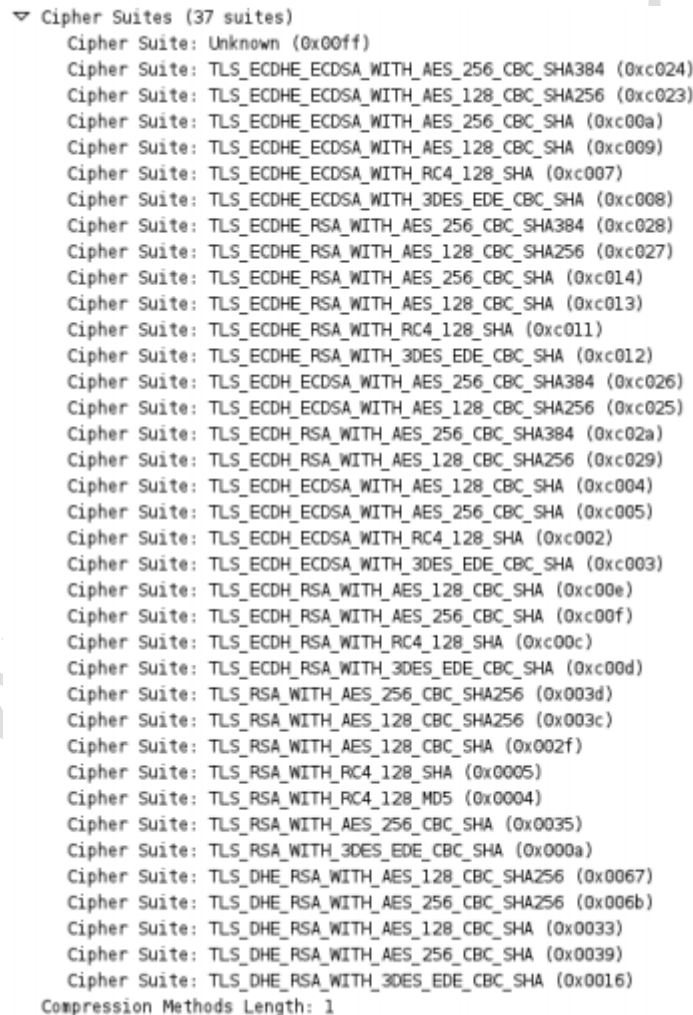 ▽ Cipher Suites (37 suites)
Cipher Suite: Unknown (0x00ff)
Cipher Suite: TLS_ECDHE_ECDSA_WITH_AES_256_CBC_SHA384 (0xc024)
Cipher Suite: TLS_ECDHE_ECDSA_WITH_AES_128_CBC_SHA256 (0xc023)
Cipher Suite: TLS_ECDHE_ECDSA_WITH_AES_256_CBC_SHA (0xc00a)
Cipher Suite: TLS_ECDHE_ECDSA_WITH_AES_128_CBC_SHA (0xc009)
Cipher Suite: TLS_ECDHE_ECDSA_WITH_RC4_128_SHA (0xc007)
Cipher Suite: TLS_ECDHE_ECDSA_WITH_3DES_EDE_CBC_SHA (0xc008)
Cipher Suite: TLS_ECDHE_RSA_WITH_AES_256_CBC_SHA384 (0xc028)
Cipher Suite: TLS_ECDHE_RSA_WITH_AES_128_CBC_SHA256 (0xc027)
Cipher Suite: TLS_ECDHE_RSA_WITH_AES_256_CBC_SHA (0xc014)
Cipher Suite: TLS_ECDHE_RSA_WITH_AES_128_CBC_SHA (0xc013)
Cipher Suite: TLS_ECDHE_RSA_WITH_RC4_128_SHA (0xc011)
Cipher Suite: TLS_ECDHE_RSA_WITH_3DES_EDE_CBC_SHA (0xc012)
Cipher Suite: TLS_ECDH_ECDSA_WITH_AES_256_CBC_SHA384 (0xc026)
Cipher Suite: TLS_ECDH_ECDSA_WITH_AES_128_CBC_SHA256 (0xc025)
Cipher Suite: TLS_ECDH_RSA_WITH_AES_256_CBC_SHA384 (0xc02a)
Cipher Suite: TLS_ECDH_RSA_WITH_AES_128_CBC_SHA256 (0xc029)
Cipher Suite: TLS_ECDH_ECDSA_WITH_AES_128_CBC_SHA (0xc004)
Cipher Suite: TLS_ECDH_ECDSA_WITH_AES_256_CBC_SHA (0xc005)
Cipher Suite: TLS_ECDH_ECDSA_WITH_RC4_128_SHA (0xc002)
Cipher Suite: TLS_ECDH_ECDSA_WITH_3DES_EDE_CBC_SHA (0xc003)
Cipher Suite: TLS_ECDH_RSA_WITH_AES_128_CBC_SHA (0xc00e)
Cipher Suite: TLS_ECDH_RSA_WITH_AES_256_CBC_SHA (0xc00f)
Cipher Suite: TLS_ECDH_RSA_WITH_RC4_128_SHA (0xc00c)
Cipher Suite: TLS_ECDH_RSA_WITH_3DES_EDE_CBC_SHA (0xc00d)
Cipher Suite: TLS_RSA_WITH_AES_256_CBC_SHA256 (0x003d)
Cipher Suite: TLS_RSA_WITH_AES_128_CBC_SHA256 (0x003c)
Cipher Suite: TLS_RSA_WITH_AES_128_CBC_SHA (0x002f)
Cipher Suite: TLS_RSA_WITH_RC4_128_SHA (0x0005)
Cipher Suite: TLS_RSA_WITH_RC4_128_MD5 (0x0004)
Cipher Suite: TLS_RSA_WITH_AES_256_CBC_SHA (0x0035)
Cipher Suite: TLS_RSA_WITH_3DES_EDE_CBC_SHA (0x000a)
Cipher Suite: TLS_DHE_RSA_WITH_AES_128_CBC_SHA256 (0x0067)
Cipher Suite: TLS_DHE_RSA_WITH_AES_256_CBC_SHA256 (0x006b)
Cipher Suite: TLS_DHE_RSA_WITH_AES_128_CBC_SHA (0x0033)
Cipher Suite: TLS_DHE_RSA_WITH_AES_256_CBC_SHA (0x0039)
Cipher Suite: TLS_DHE_RSA_WITH_3DES_EDE_CBC_SHA (0x0016)
Compression Methods Length: 1